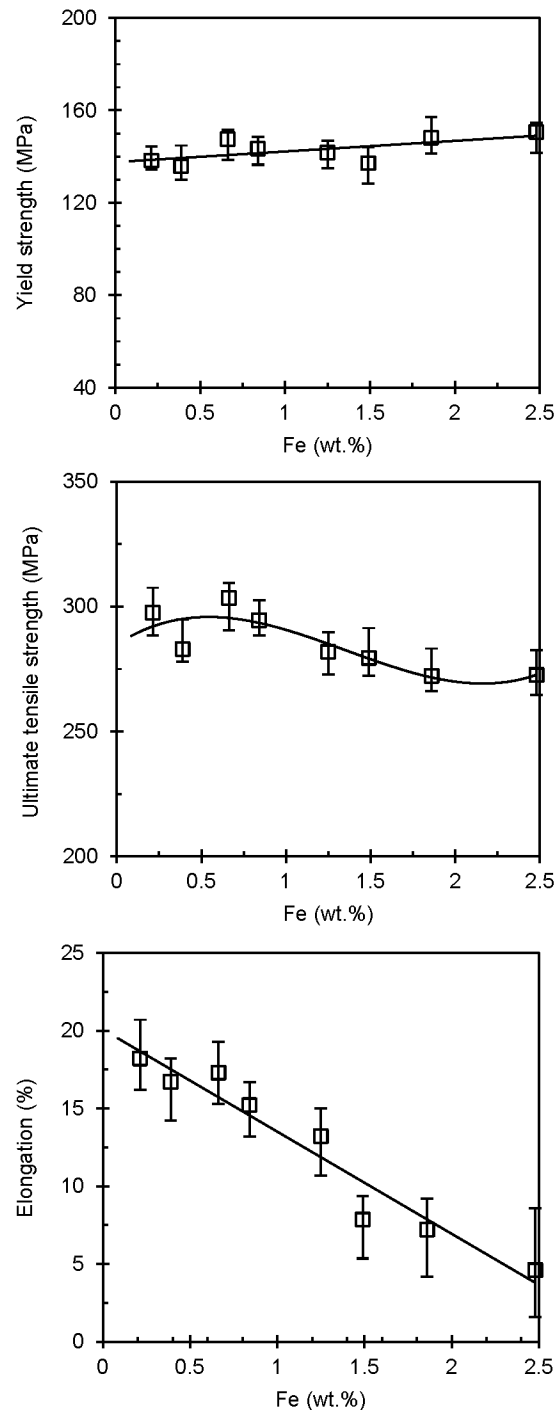 200
160
120
80
40
Yield strength (MPa)
0 0.5 1 1.5 2 2.5
Fe (wt.%)
350
300
250
200
Ultimate tensile strength (MPa)
0 0.5 1 1.5 2 2.5
Fe (wt.%)
25
20
15
10
5
0
Elongation (%)
0 0.5 1 1.5 2 2.5
Fe (wt.%)